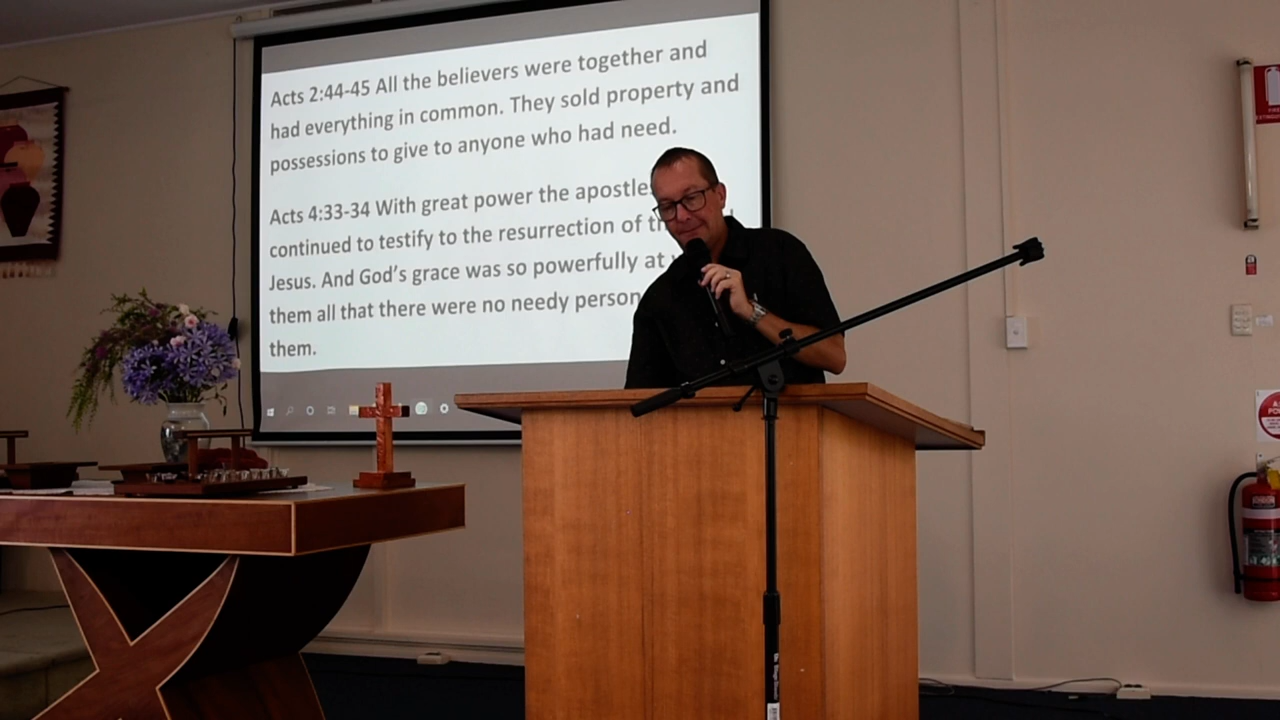 Acts 2:44-45 All the believers were together and
had everything in common. They sold property and
possessions to give to anyone who had need.
Acts 4:33-34 With great power the apostles
continued to testify to the resurrection of
Jesus. And God's grace was so powerfully at
them all that there were no needy person
them.